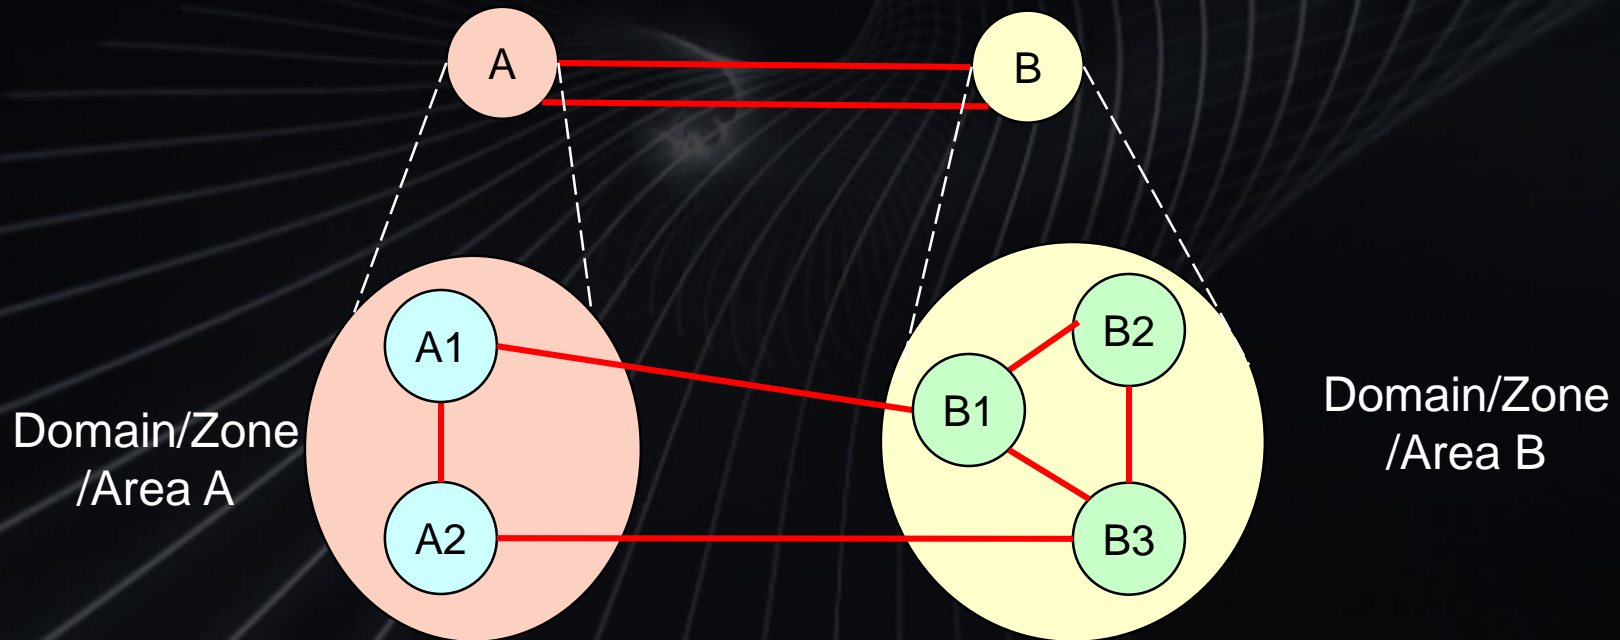 A
B
A1
B2
B1
Domain/Zone
/Area A
Domain/Zone
/Area B
A2
B3